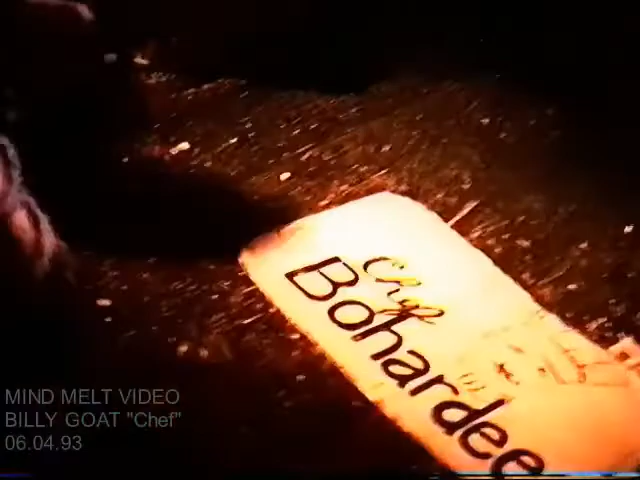 Chef
Bohardee
MIND MELT VIDEO
BILLY GOAT "Chef"
06.04.93